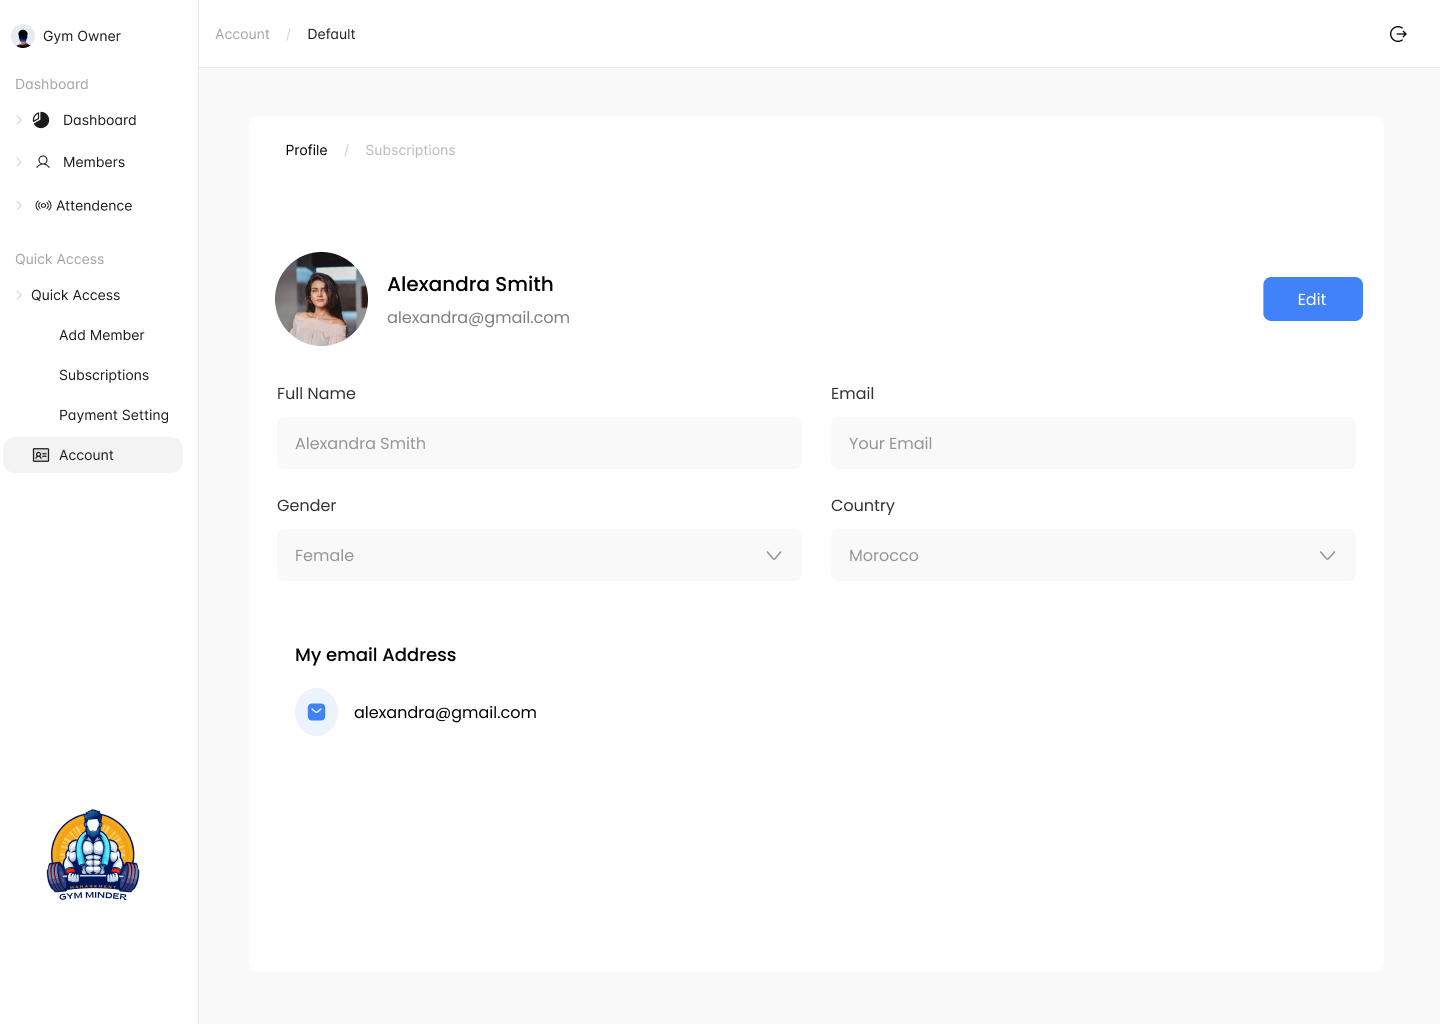 Gym Owner
Dashboard
Dashboard
Members
Attendence
Quick Access
Quick Access
Add Member
Subscriptions
Payment Setting
Account
MANAGEMENT
GYM MINDER
Account / Default
Profile / Subscriptions
Alexandra Smith
alexandra@gmail.com
Edit
Full Name
Alexandra Smith
Email
Your Email
Gender
Female
Country
Morocco
My email Address
alexandra@gmail.com